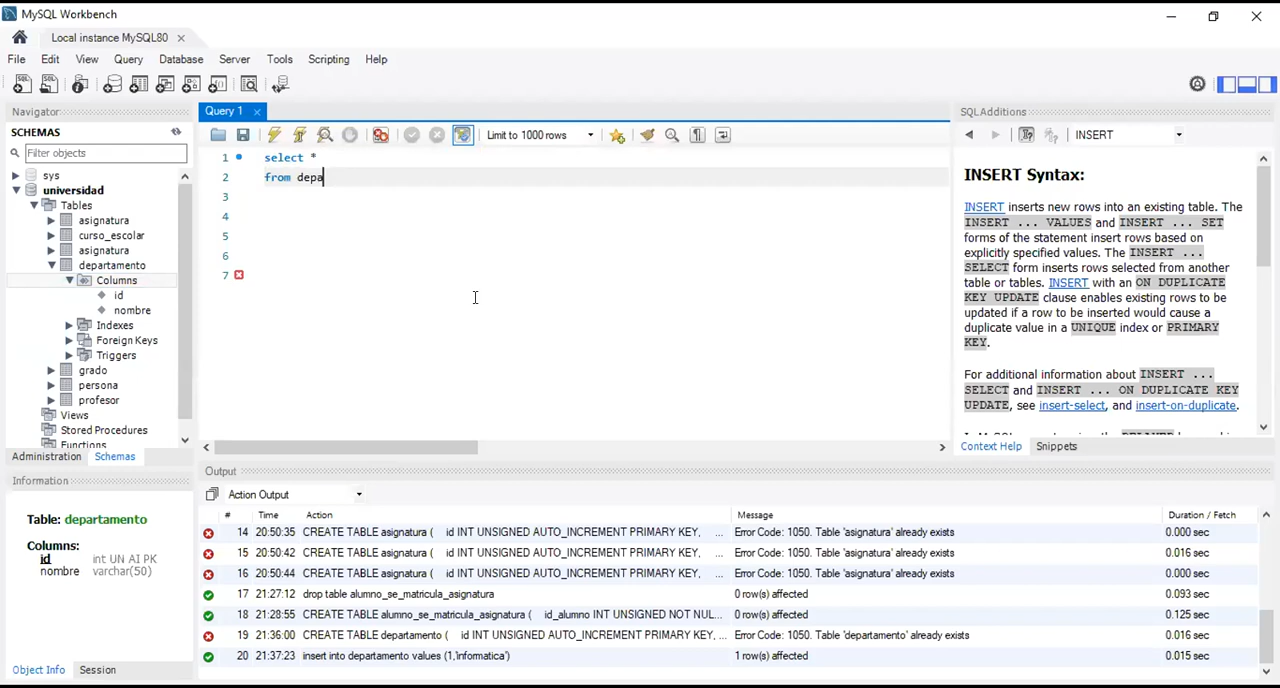 MySQL Workbench
Local instance MySQL80
File Edit View Query Database Server Tools Scripting Help
Navigator
SCHEMAS
Filter objects
sys
universidad
Tables
asignatura
curso_escolar
asignatura
departamento
Columns
id
nombre
Indexes
Foreign Keys
Triggers
grado
persona
profesor
Views
Stored Procedures
Functions
Administration Schemas
Information
Table: departamento
Columns:
id int UN AI PK
nombre varchar(50)
Object Info Session
Query 1
Limit to 1000 rows
1 select *
2 from depa
3
4
5
6
7
SQLAdditions
INSERT
INSERT Syntax:
INSERT inserts new rows into an existing table. The
INSERT ... VALUES and INSERT ... SET
forms of the statement insert rows based on
explicitly specified values. The INSERT ...
SELECT form inserts rows selected from another
table or tables. INSERT with an ON DUPLICATE
KEY UPDATE clause enables existing rows to be
updated if a row to be inserted would cause a
duplicate value in a UNIQUE index or PRIMARY
KEY.
For additional information about INSERT ...
SELECT and INSERT ... ON DUPLICATE KEY
UPDATE, see insert-select, and insert-on-duplicate.
Context Help Snippets
Output
Action Output
# Time Action Message Duration / Fetch
14 20:50:35 CREATE TABLE asignatura ( id INT UNSIGNED AUTO_INCREMENT PRIMARY KEY, ... Error Code: 1050. Table 'asignatura' already exists 0.000 sec
15 20:50:42 CREATE TABLE asignatura ( id INT UNSIGNED AUTO_INCREMENT PRIMARY KEY, ... Error Code: 1050. Table 'asignatura' already exists 0.016 sec
16 20:50:44 CREATE TABLE asignatura ( id INT UNSIGNED AUTO_INCREMENT PRIMARY KEY, ... Error Code: 1050. Table 'asignatura' already exists 0.000 sec
17 21:27:12 drop table alumno_se_matricula_asignatura 0 row(s) affected 0.093 sec
18 21:28:55 CREATE TABLE alumno_se_matricula_asignatura ( id_alumno INT UNSIGNED NOT NUL... 0 row(s) affected 0.125 sec
19 21:36:00 CREATE TABLE departamento ( id INT UNSIGNED AUTO_INCREMENT PRIMARY KEY, ... Error Code: 1050. Table 'departamento' already exists 0.016 sec
20 21:37:23 insert into departamento values (1,'informatica') 1 row(s) affected 0.015 sec